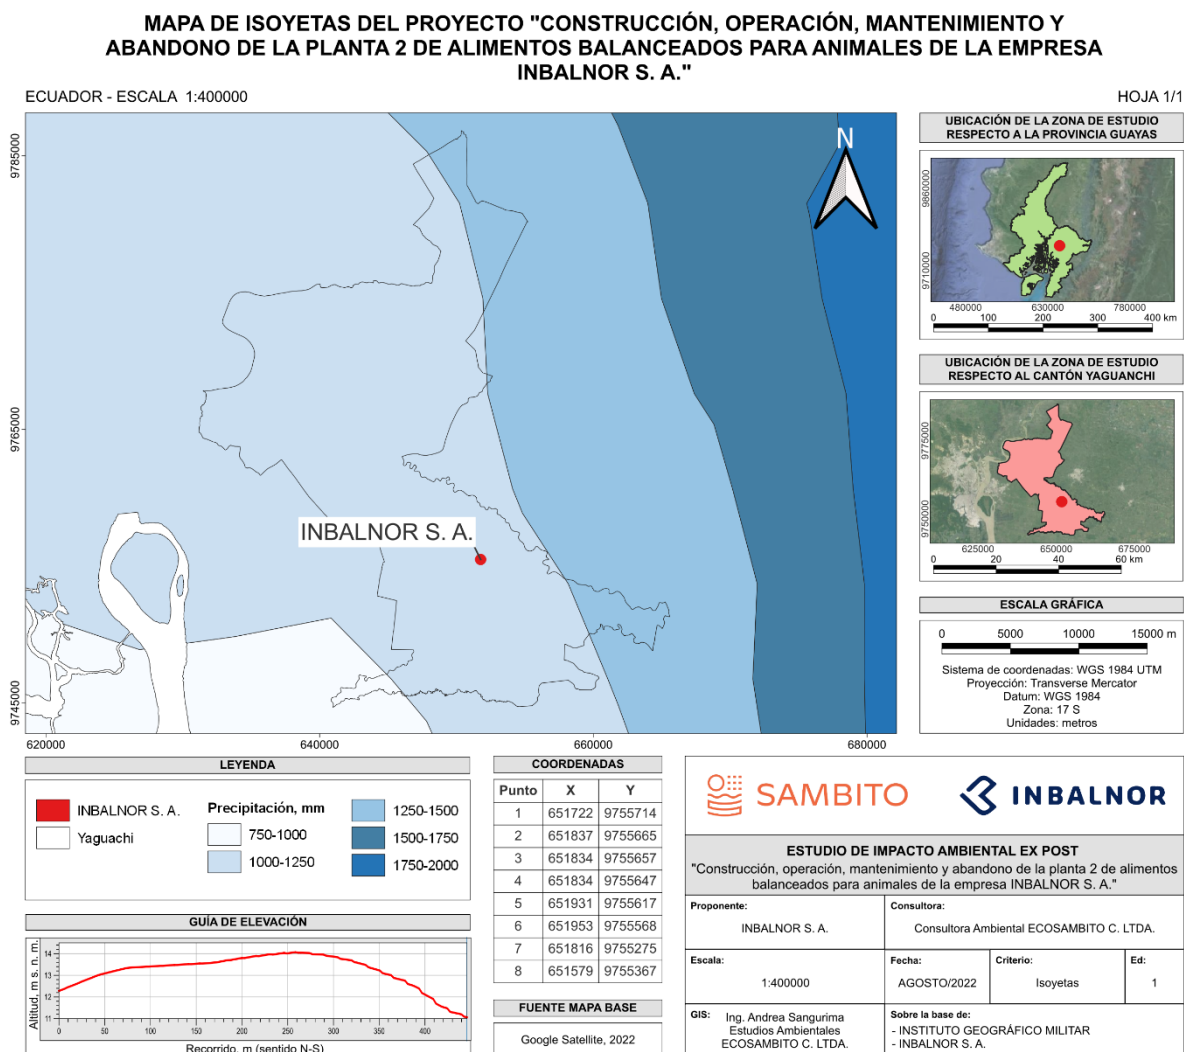 MAPA DE ISOYETAS DEL PROYECTO "CONSTRUCCIÓN, OPERACIÓN, MANTENIMIENTO Y
ABANDONO DE LA PLANTA 2 DE ALIMENTOS BALANCEADOS PARA ANIMALES DE LA EMPRESA
INBALNOR S. A."
ECUADOR - ESCALA 1:400000
HOJA 1/1
9785000
9765000
9745000
620000
640000
660000
680000
N
INBALNOR S. A.
UBICACIÓN DE LA ZONA DE ESTUDIO
RESPECTO A LA PROVINCIA GUAYAS
9860000
9710000
480000 630000 780000
0 100 200 300 400 km
UBICACIÓN DE LA ZONA DE ESTUDIO
RESPECTO AL CANTÓN YAGUANCHI
9775000
9750000
625000 650000 675000
0 20 40 60 km
ESCALA GRÁFICA
0 5000 10000 15000 m
Sistema de coordenadas: WGS 1984 UTM
Proyección: Transverse Mercator
Datum: WGS 1984
Zona: 17 S
Unidades: metros
LEYENDA
INBALNOR S. A.
Yaguachi
Precipitación, mm
750-1000
1000-1250
1250-1500
1500-1750
1750-2000
GUÍA DE ELEVACIÓN
Altitud, m s. n. m.
14
13
12
11
0 50 100 150 200 250 300 350 400
Recorrido, m (sentido N-S)
COORDENADAS
Punto X Y
1 651722 9755714
2 651837 9755665
3 651834 9755657
4 651834 9755647
5 651931 9755617
6 651953 9755568
7 651816 9755275
8 651579 9755367
FUENTE MAPA BASE
Google Satellite, 2022
SAMBITO
INBALNOR
ESTUDIO DE IMPACTO AMBIENTAL EX POST
"Construcción, operación, mantenimiento y abandono de la planta 2 de alimentos
balanceados para animales de la empresa INBALNOR S. A."
Proponente:
INBALNOR S. A.
Consultora:
Consultora Ambiental ECOSAMBITO C. LTDA.
Escala:
1:400000
Fecha:
AGOSTO/2022
Criterio:
Isoyetas
Ed:
1
GIS:
Ing. Andrea Sangurima
Estudios Ambientales
ECOSAMBITO C. LTDA.
Sobre la base de:
- INSTITUTO GEOGRÁFICO MILITAR
- INBALNOR S. A.